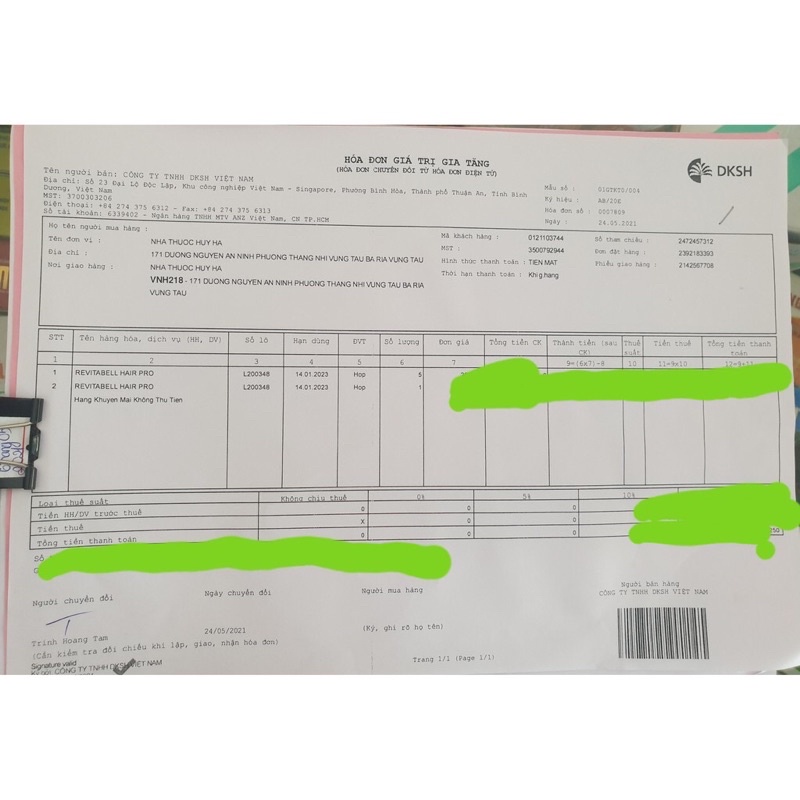 HÓA ĐƠN GIÁ TRỊ GIA TĂNG
(HÓA ĐƠN CHUYỂN ĐỔI TỪ HÓA ĐƠN ĐIỆN TỬ)
DKSH
Tên người bán: CÔNG TY TNHH DKSH VIỆT NAM
Địa chỉ: Số 23 Đại Lộ Độc Lập, Khu công nghiệp Việt Nam - Singapore, Phường Bình Hòa, Thành phố Thuận An, Tỉnh Bình
Dương, Việt Nam
MST: 3700303206
Điện thoại: +84 274 375 6312 - Fax: +84 274 375 6313
Số tài khoản: 6339402 - Ngân hàng TNHH MTV ANZ Việt Nam, CN TP.HCM
Mẫu số : 01GTKT0/004
Ký hiệu : AB/20E
Hóa đơn số : 0007809
Ngày : 24.05.2021
Họ tên người mua hàng :
Tên đơn vị : NHA THUOC HUY HA
Địa chỉ : 171 DUONG NGUYEN AN NINH PHUONG THANG NHI VUNG TAU BA RIA VUNG TAU
Nơi giao hàng : NHA THUOC HUY HA
VNH218 - 171 DUONG NGUYEN AN NINH PHUONG THANG NHI VUNG TAU BA RIA
VUNG TAU
Mã khách hàng : 0121103744
MST : 3500792944
Hình thức thanh toán : TIEN MAT
Thời hạn thanh toán :
Số tham chiếu : 2472457312
Đơn đặt hàng : 2392183393
Phiếu giao hàng : 2142567708
STT Tên hàng hóa, dịch vụ (HH, DV) Số lô Hạn dùng ĐVT Số lượng Đơn giá Tổng tiền CK Thành tiền (sau CK) Thuế suất Tiền thuế Tổng tiền thanh toán
1 2 3 4 5 6 7 9=(6x7)-8 10 11=9x10
1 REVITABELL HAIR PRO L200348 14.01.2023 Hop 5
2 REVITABELL HAIR PRO L200348 14.01.2023 Hop 1
Hang Khuyen Mai Không Thu Tien
Loại thuế suất Không chịu thuế 0% 5% 10%
Tiền HH/DV trước thuế 0 0 0
Tiền thuế x 0 0
Tổng tiền thanh toán 0 0 0
Người chuyển đổi
Ngày chuyển đổi
Người mua hàng
Người bán hàng
CÔNG TY TNHH DKSH VIỆT NAM
Trinh Hoang Tam
24/05/2021
(Ký, ghi rõ họ tên)
(Cần kiểm tra đối chiếu khi lập, giao, nhận hóa đơn)
Signature valid
CÔNG TY TNHH DKSH VIET NAM
Trang 1/1 (Page 1/1)